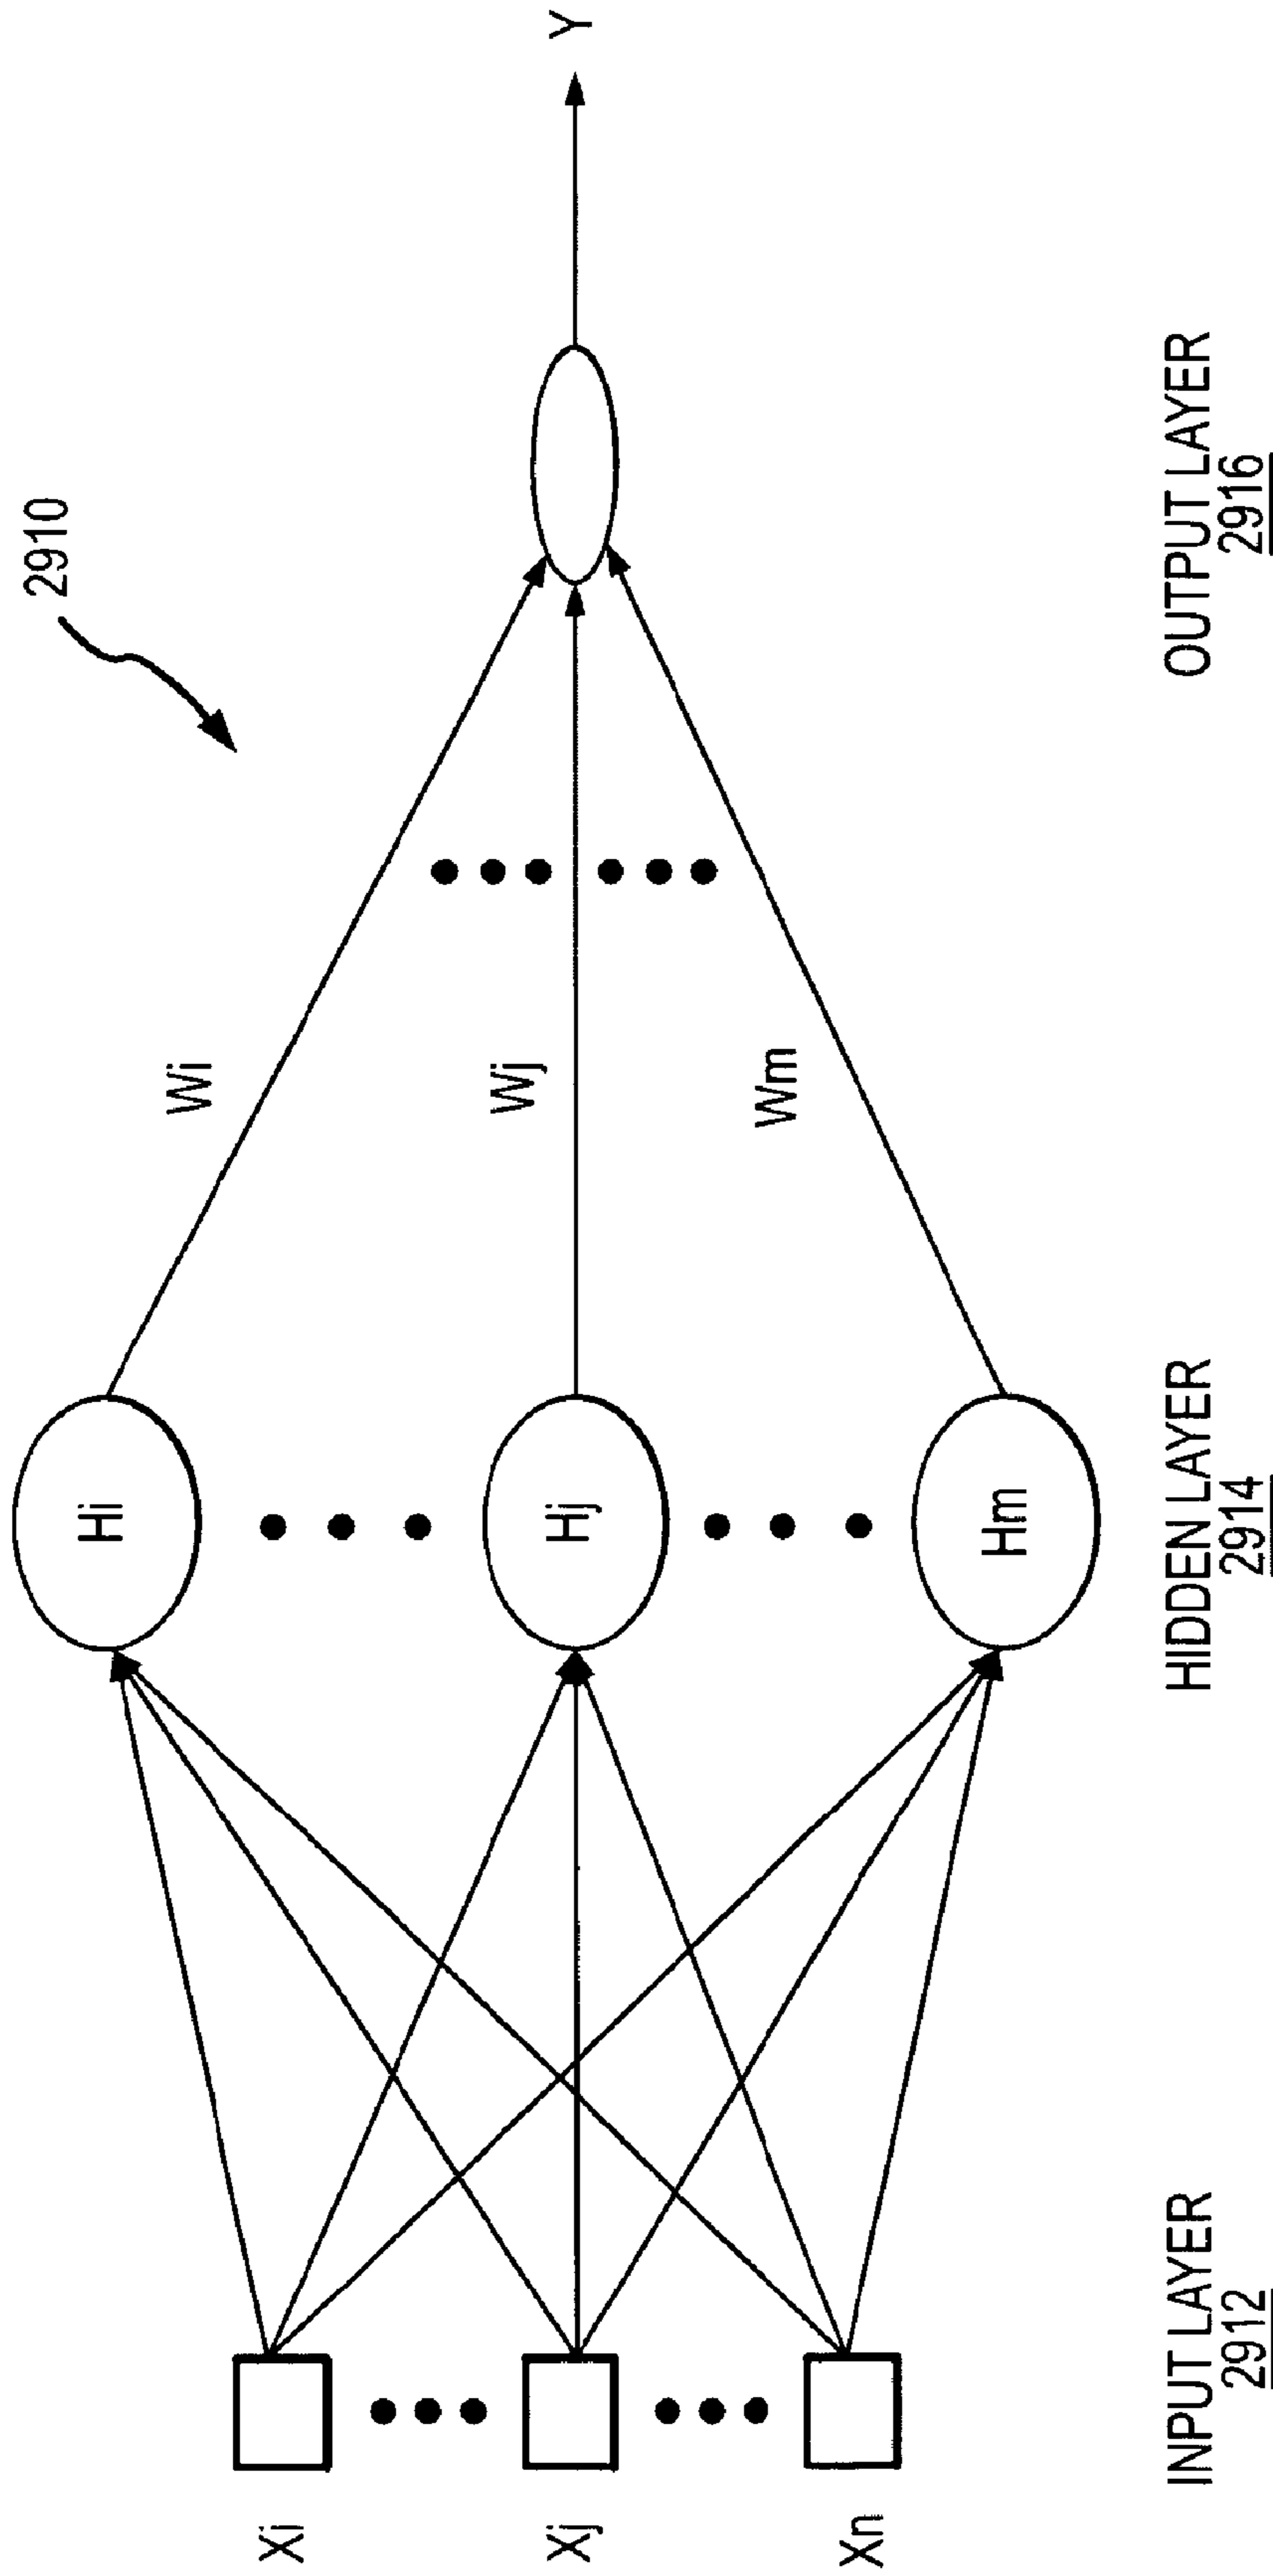 2910
Xi
Xj
Xn
Hi
Hj
Hm
Wi
Wj
Wm
Y
INPUT LAYER
2912
HIDDEN LAYER
2914
OUTPUT LAYER
2916